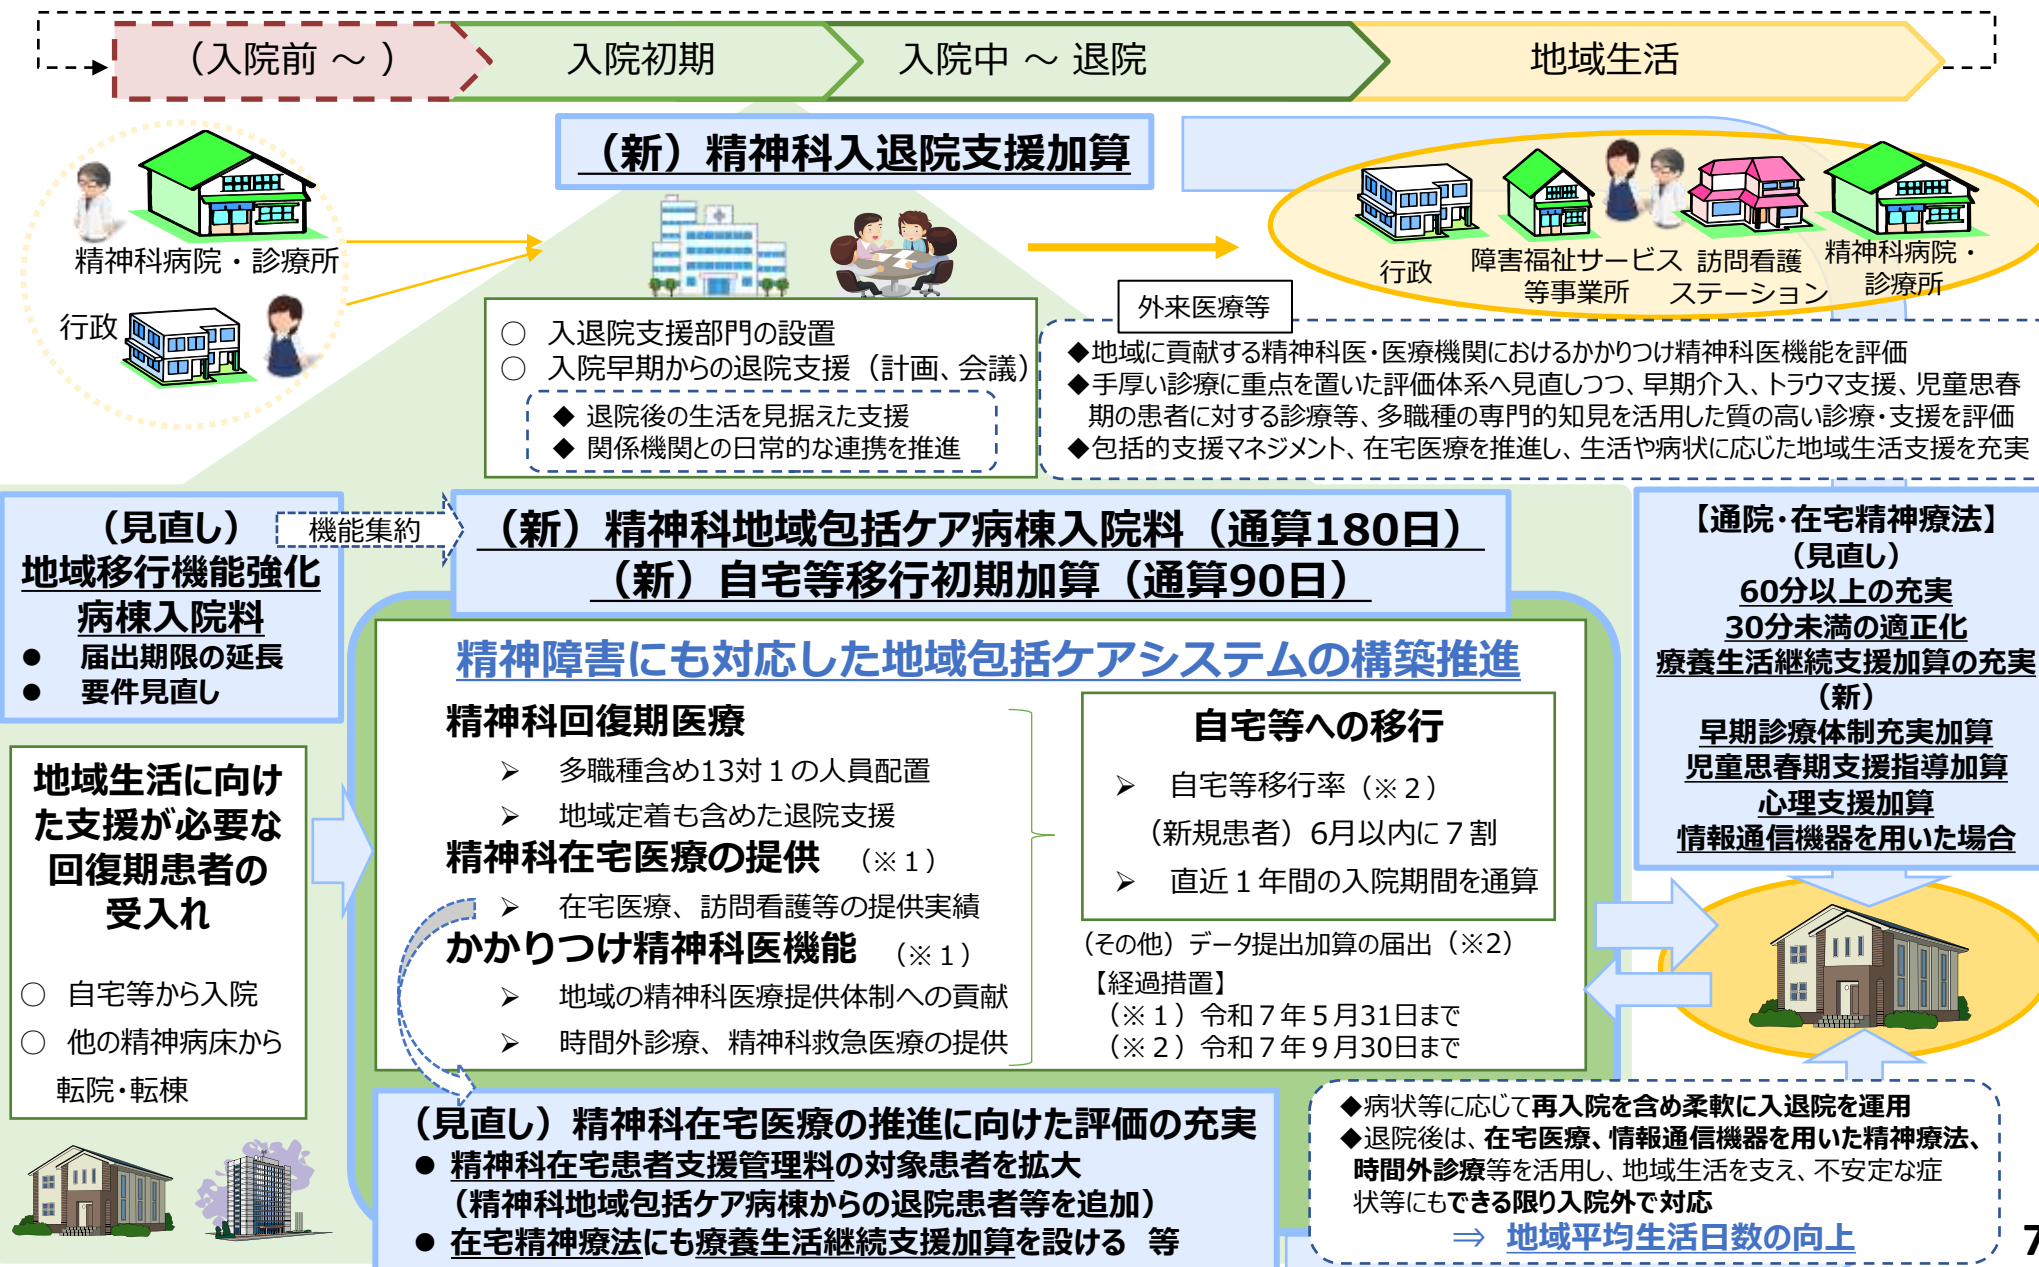 （入院前 ～ ）
入院初期
入院中 ～ 退院
地域生活
（新）精神科入退院支援加算
精神科病院・診療所
行政
行政
障害福祉サービス
等事業所
訪問看護
ステーション
精神科病院・
診療所
○ 入退院支援部門の設置
○ 入院早期からの退院支援（計画、会議）
◆ 退院後の生活を見据えた支援
◆ 関係機関との日常的な連携を推進
外来医療等
◆地域に貢献する精神科医・医療機関におけるかかりつけ精神科医機能を評価
◆手厚い診療に重点を置いた評価体系へ見直しつつ、早期介入、トラウマ支援、児童思春
期の患者に対する診療等、多職種の専門的知見を活用した質の高い診療・支援を評価
◆包括的支援マネジメント、在宅医療を推進し、生活や病状に応じた地域生活支援を充実
（見直し）
地域移行機能強化
病棟入院料
● 届出期限の延長
● 要件見直し
機能集約
（新）精神科地域包括ケア病棟入院料（通算180日）
（新）自宅等移行初期加算（通算90日）
【通院・在宅精神療法】
（見直し）
60分以上の充実
30分未満の適正化
療養生活継続支援加算の充実
（新）
早期診療体制充実加算
児童思春期支援指導加算
心理支援加算
情報通信機器を用いた場合
地域生活に向け
た支援が必要な
回復期患者の
受入れ
○ 自宅等から入院
○ 他の精神病床から
転院・転棟
精神障害にも対応した地域包括ケアシステムの構築推進
精神科回復期医療
➢ 多職種含め13対１の人員配置
➢ 地域定着も含めた退院支援
精神科在宅医療の提供 （※１）
➢ 在宅医療、訪問看護等の提供実績
かかりつけ精神科医機能 （※１）
➢ 地域の精神科医療提供体制への貢献
➢ 時間外診療、精神科救急医療の提供
自宅等への移行
➢ 自宅等移行率（※２）
（新規患者）6月以内に７割
➢ 直近１年間の入院期間を通算
（その他）データ提出加算の届出（※2）
【経過措置】
（※１）令和７年５月31日まで
（※２）令和７年９月30日まで
（見直し）精神科在宅医療の推進に向けた評価の充実
● 精神科在宅患者支援管理料の対象患者を拡大
（精神科地域包括ケア病棟からの退院患者等を追加）
● 在宅精神療法にも療養生活継続支援加算を設ける 等
◆病状等に応じて再入院を含め柔軟に入退院を運用
◆退院後は、在宅医療、情報通信機器を用いた精神療法、
時間外診療等を活用し、地域生活を支え、不安定な症
状等にもできる限り入院外で対応
⇒ 地域平均生活日数の向上
7